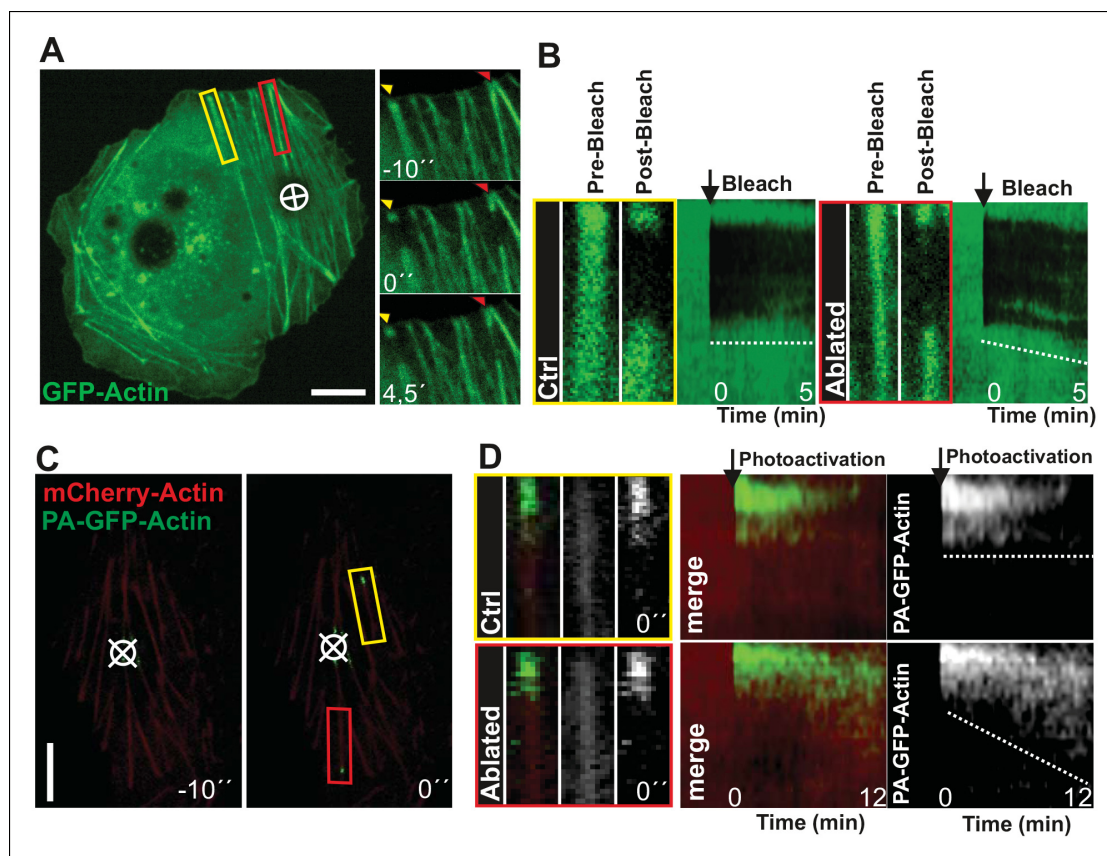 A
GFP-Actin
-10´´
0´´
4,5´
B
Pre-Bleach
Post-Bleach
Bleach
Ctrl
0
5
Time (min)
Pre-Bleach
Post-Bleach
Bleach
Ablated
0
5
Time (min)
C
mCherry-Actin
PA-GFP-Actin
-10´´
0´´
D
Photoactivation
Photoactivation
Ctrl
0´´
merge
PA-GFP-Actin
Ablated
0´´
merge
0
12
Time (min)
PA-GFP-Actin
0
12
Time (min)